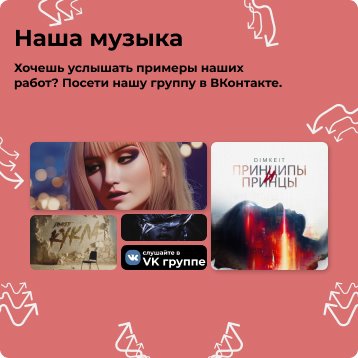 Наша музыка
Хочешь услышать примеры наших
работ? Посети нашу группу в ВКонтакте.
DIMKEIT
ПРИНЦИПЫ
И
ПРИНЦЫ
КУКЛА
слушайте в
VK группе